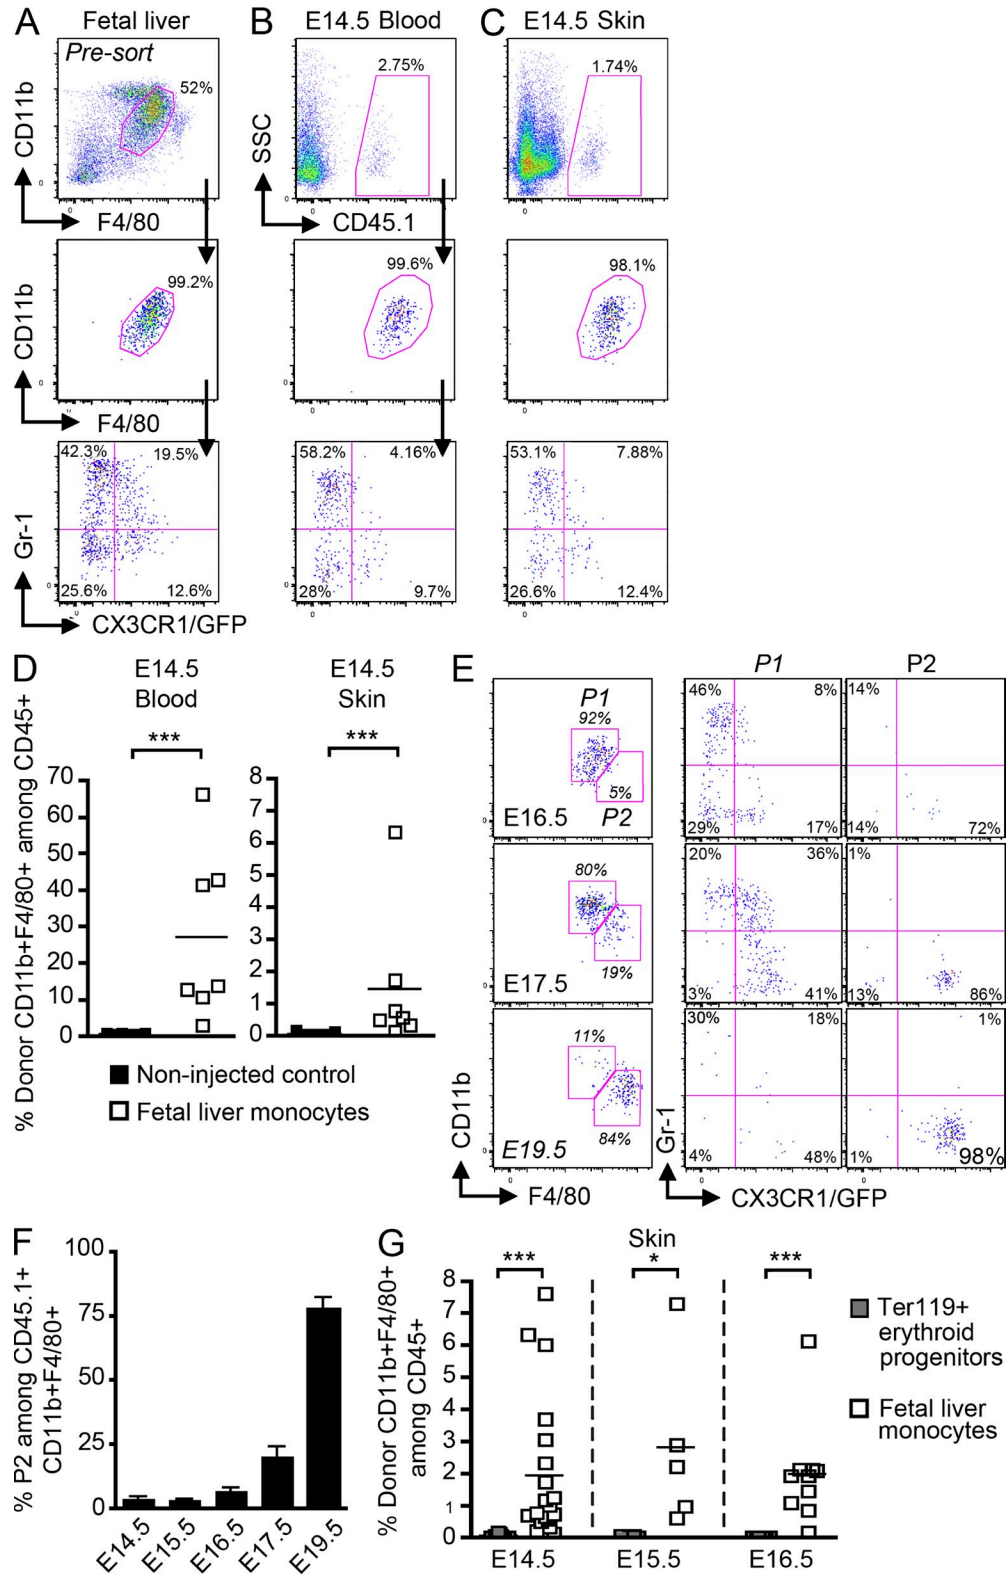 A Fetal liver
B E14.5 Blood
C E14.5 Skin
Pre-sort
52%
CD11b
0
F4/80
2.75%
SSC
0
CD45.1
1.74%
0
99.2%
CD11b
0
F4/80
99.6%
0
98.1%
0
42.3% 19.5%
Gr-1
0
25.6% 12.6%
CX3CR1/GFP
58.2% 4.16%
0
28% 9.7%
53.1% 7.88%
0
26.6% 12.4%
D
E14.5
Blood
E14.5
Skin
***
***
% Donor CD11b+F4/80+ among CD45+
70
60
50
40
30
20
10
0
8
7
6
5
4
3
2
1
0
Non-injected control
Fetal liver monocytes
E
P1 P2
P1
92%
5%
E16.5 P2
46% 8%
29% 17%
14%
14% 72%
80%
E17.5 19%
20% 36%
3% 41%
1%
13% 86%
11%
E19.5 84%
30% 18%
4% 48%
1%
1% 98%
CD11b
F4/80
Gr-1
CX3CR1/GFP
F
% P2 among CD45.1+
CD11b+F4/80+
100
75
50
25
0
E14.5 E15.5 E16.5 E17.5 E19.5
G
Skin
*** * ***
% Donor CD11b+F4/80+
among CD45+
8
7
6
5
4
3
2
1
0
E14.5 E15.5 E16.5
Ter119+
erythroid
progenitors
Fetal liver
monocytes